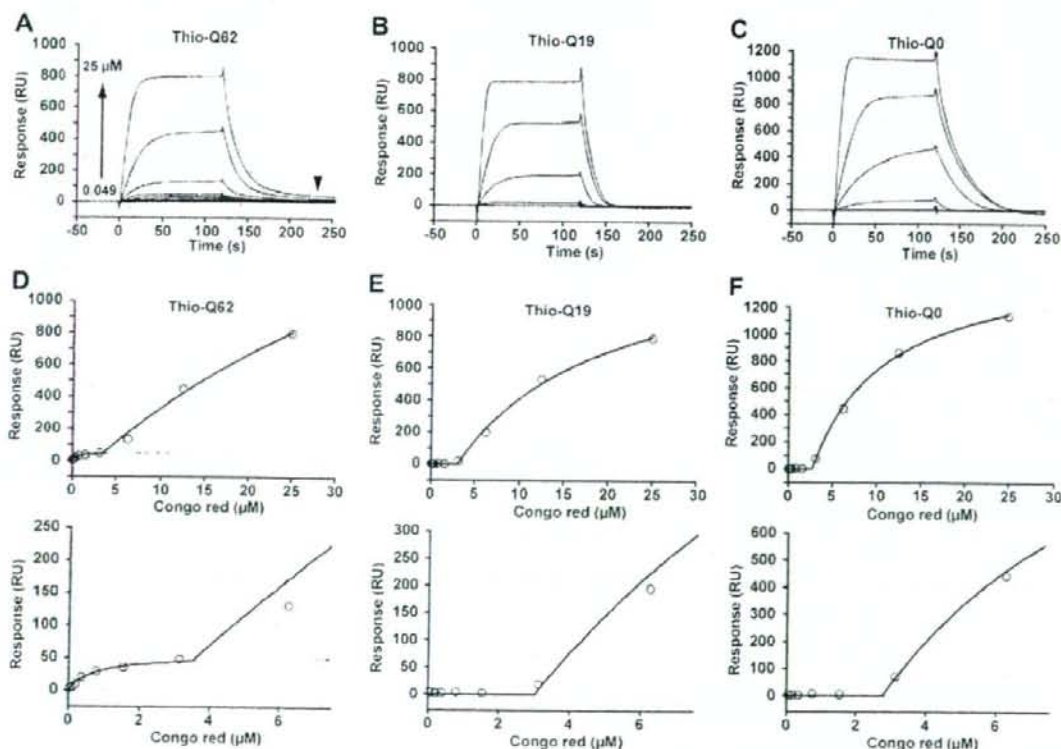 A
Thio-Q62
1000
800
600
400
200
0
25 µM
0.049
Response (RU)
-50 0 50 100 150 200 250
Time (s)
B
Thio-Q19
1000
800
600
400
200
0
Response (RU)
-50 0 50 100 150 200 250
Time (s)
C
Thio-Q0
1200
1000
800
600
400
200
0
Response (RU)
-50 0 50 100 150 200 250
Time (s)
D
Thio-Q62
1000
800
600
400
200
0
Response (RU)
0 5 10 15 20 25 30
Congo red (µM)
E
Thio-Q19
1000
800
600
400
200
0
Response (RU)
0 5 10 15 20 25 30
Congo red (µM)
F
Thio-Q0
1200
1000
800
600
400
200
0
Response (RU)
0 5 10 15 20 25 30
Congo red (µM)
250
200
150
100
50
0
Response (RU)
0 2 4 6
Congo red (µM)
300
250
200
150
100
50
0
Response (RU)
0 2 4 6
Congo red (µM)
600
500
400
300
200
100
0
Response (RU)
0 2 4 6
Congo red (µM)